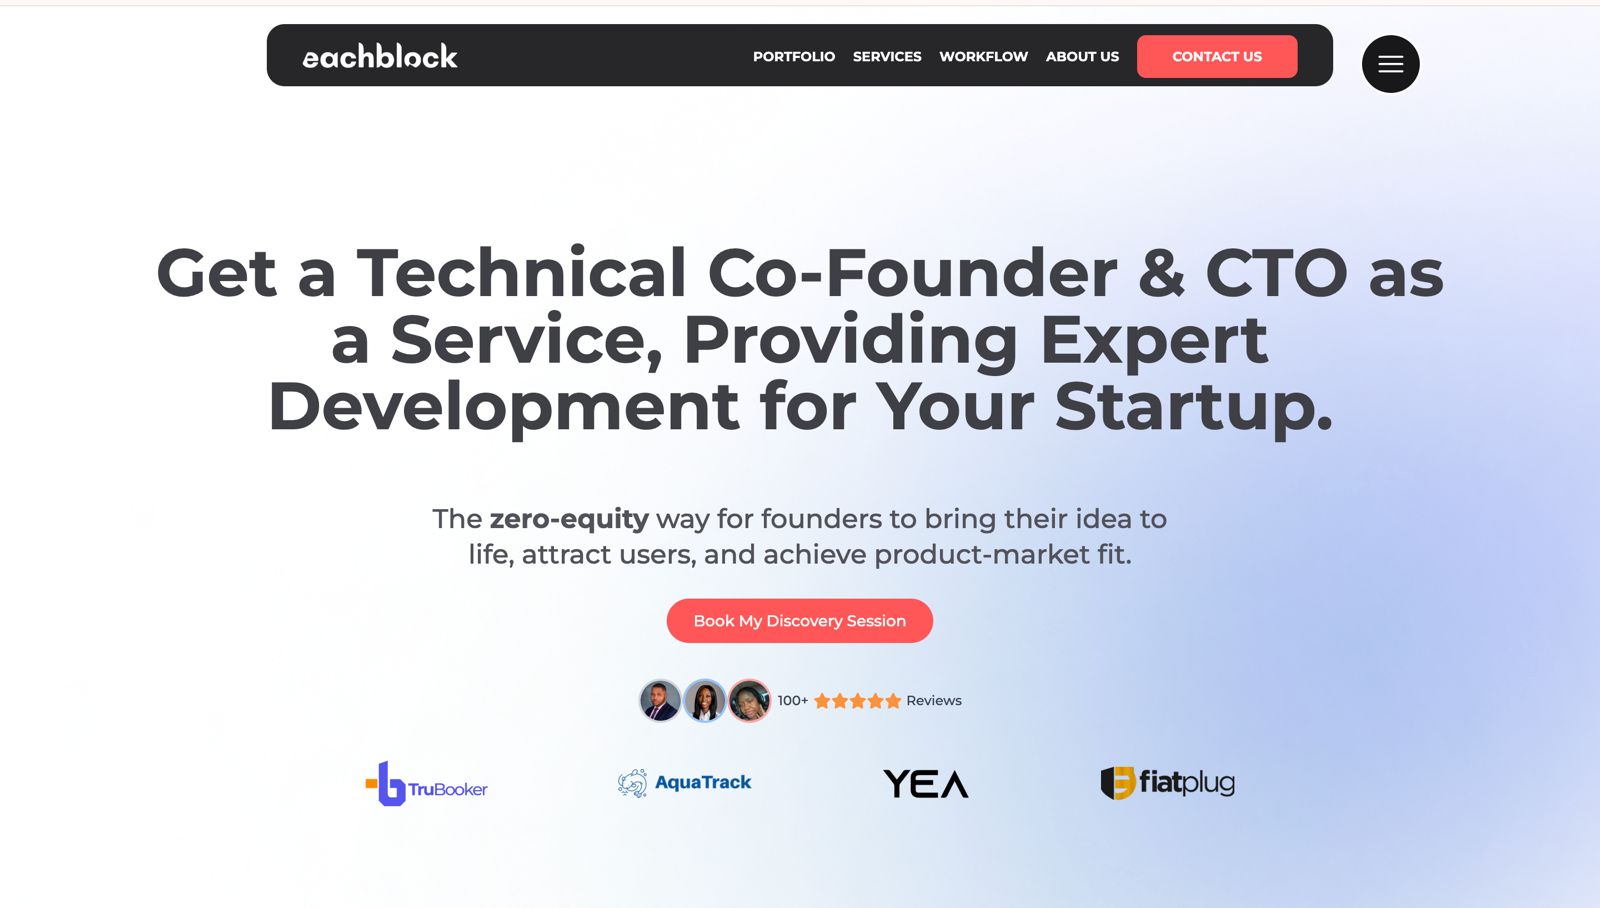 eachblock
PORTFOLIO SERVICES WORKFLOW ABOUT US CONTACT US
Get a Technical Co-Founder & CTO as
a Service, Providing Expert
Development for Your Startup.
The zero-equity way for founders to bring their idea to
life, attract users, and achieve product-market fit.
Book My Discovery Session
100+ Reviews
TruBooker AquaTrack YEA fiatplug